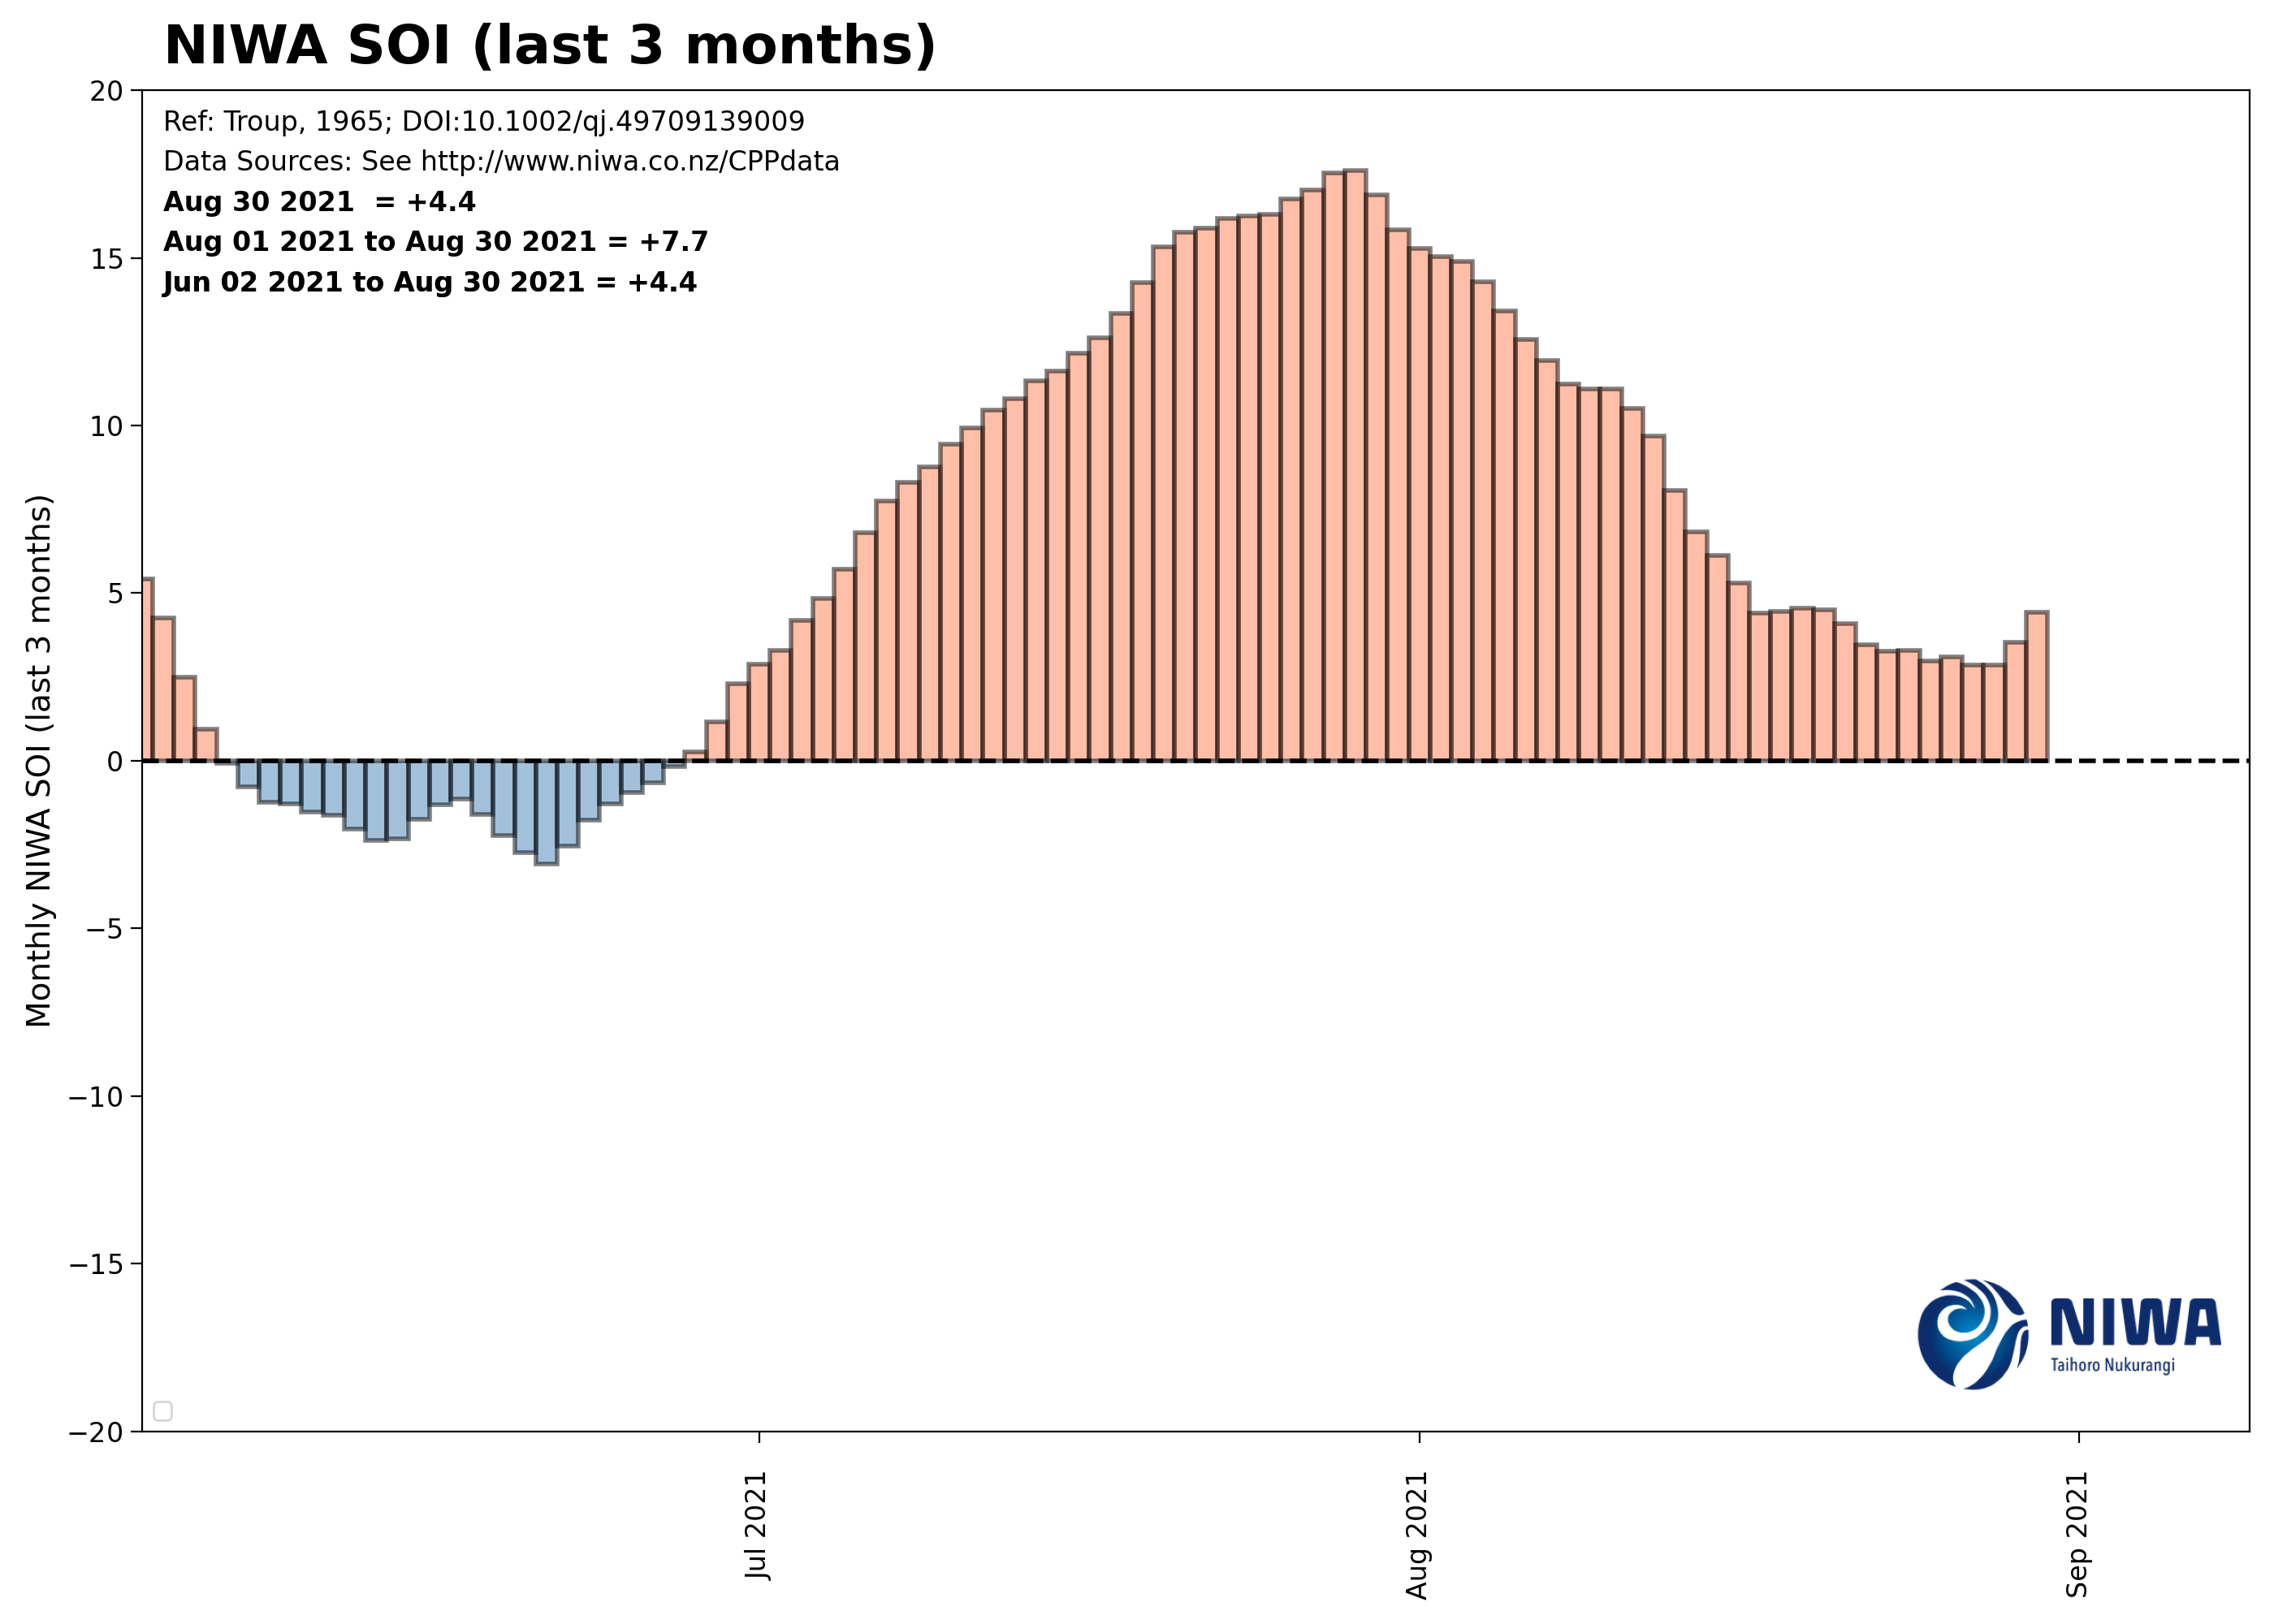 NIWA SOI (last 3 months)
Ref: Troup, 1965; DOI:10.1002/qj.49709139009
Data Sources: See http://www.niwa.co.nz/CPPdata
Aug 30 2021  = +4.4
Aug 01 2021 to Aug 30 2021 = +7.7
Jun 02 2021 to Aug 30 2021 = +4.4
Monthly NIWA SOI (last 3 months)
20
15
10
5
0
−5
−10
−15
−20
Jul 2021
Aug 2021
Sep 2021
NIWA
Taihoro Nukurangi